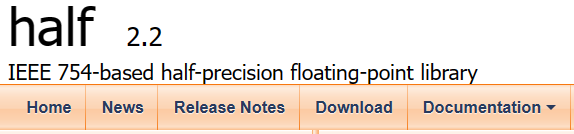 half 2.2
IEEE 754-based half-precision floating-point library
Home News Release Notes Download Documentation